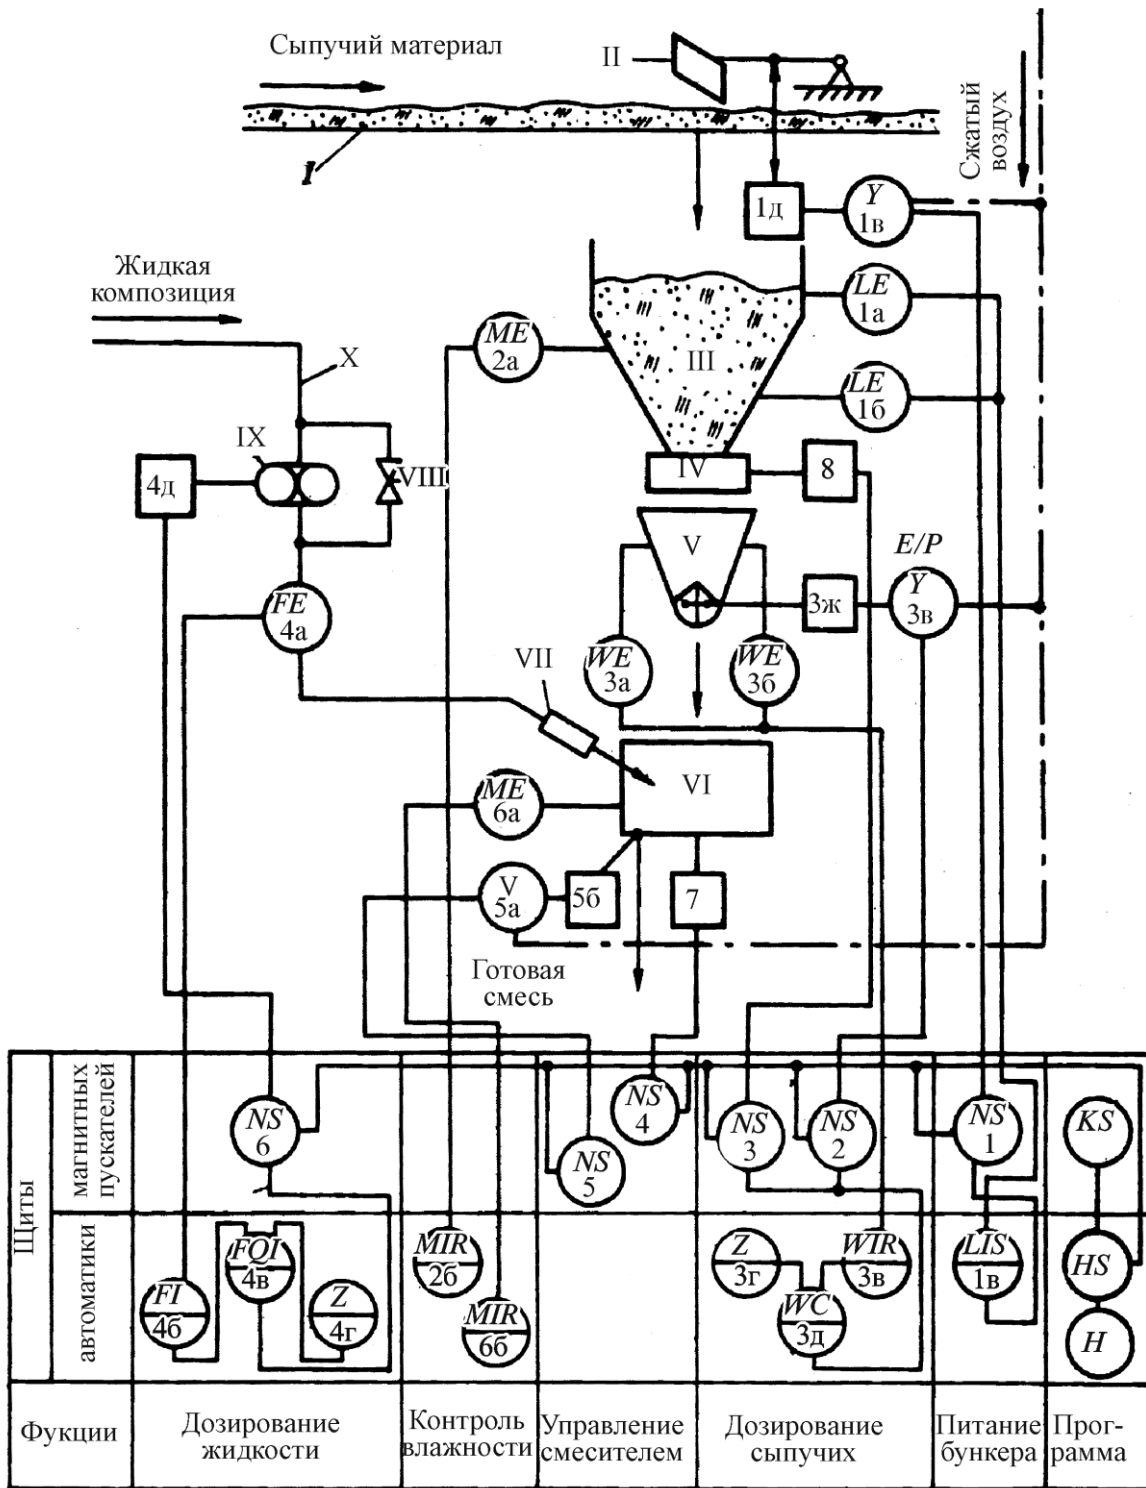 Сыпучий материал
II
I
Сжатый
воздух
1д
Y
1в
Жидкая
композиция
LE
1а
ME
2а
III
X
LE
1б
IX
4д
VIII
IV
8
V
E/P
Y
3в
FE
4а
3ж
WE
3а
WE
3б
VII
VI
ME
6а
V
5а
5б
7
Готовая
смесь
Щиты
магнитных
пускателей
NS
6
NS
5
NS
4
NS
3
NS
2
NS
1
KS
автоматики
FI
4б
FQI
4в
Z
4г
MIR
2б
MIR
6б
Z
3г
WC
3д
WIR
3в
LIS
1в
HS
H
Фукции
Дозирование
жидкости
Контроль
влажности
Управление
смесителем
Дозирование
сыпучих
Питание
бункера
Прог-
рамма